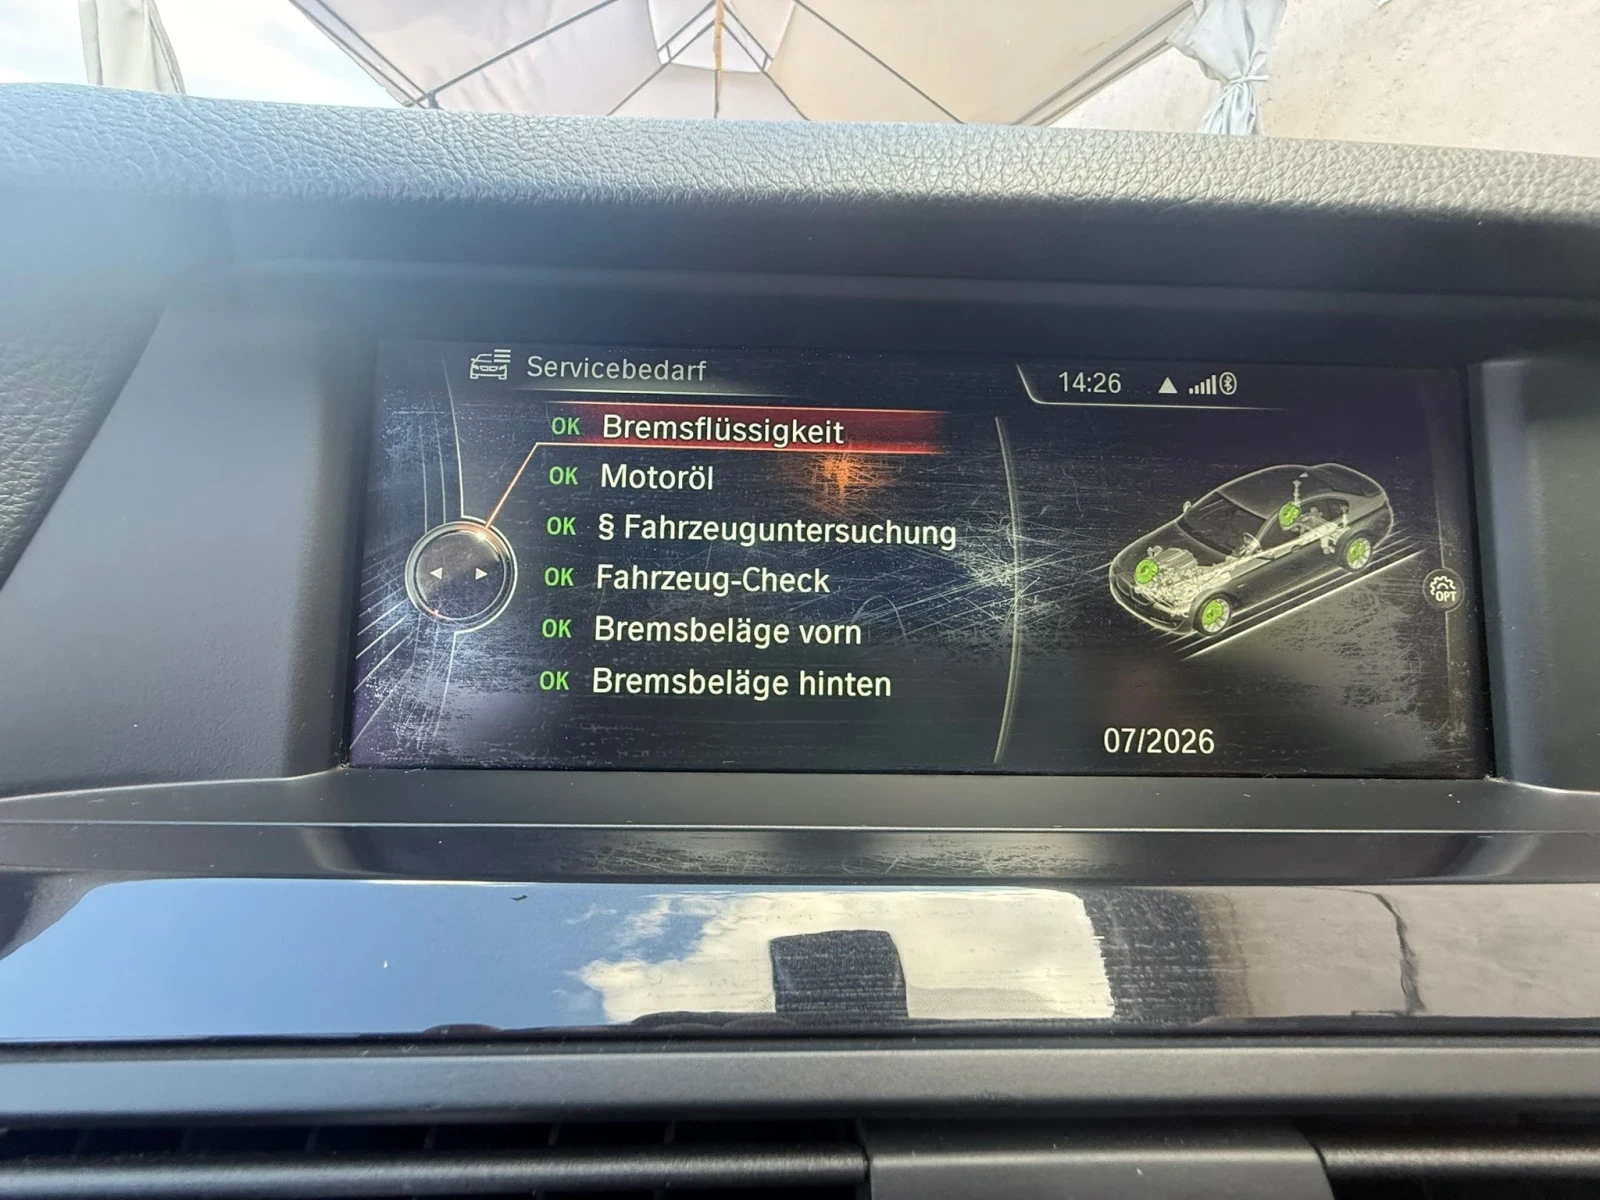 Servicebedarf
14:26
OK Bremsflüssigkeit
OK Motoröl
OK § Fahrzeuguntersuchung
OK Fahrzeug-Check
OPT
OK Bremsbeläge vorn
OK Bremsbeläge hinten
07/2026